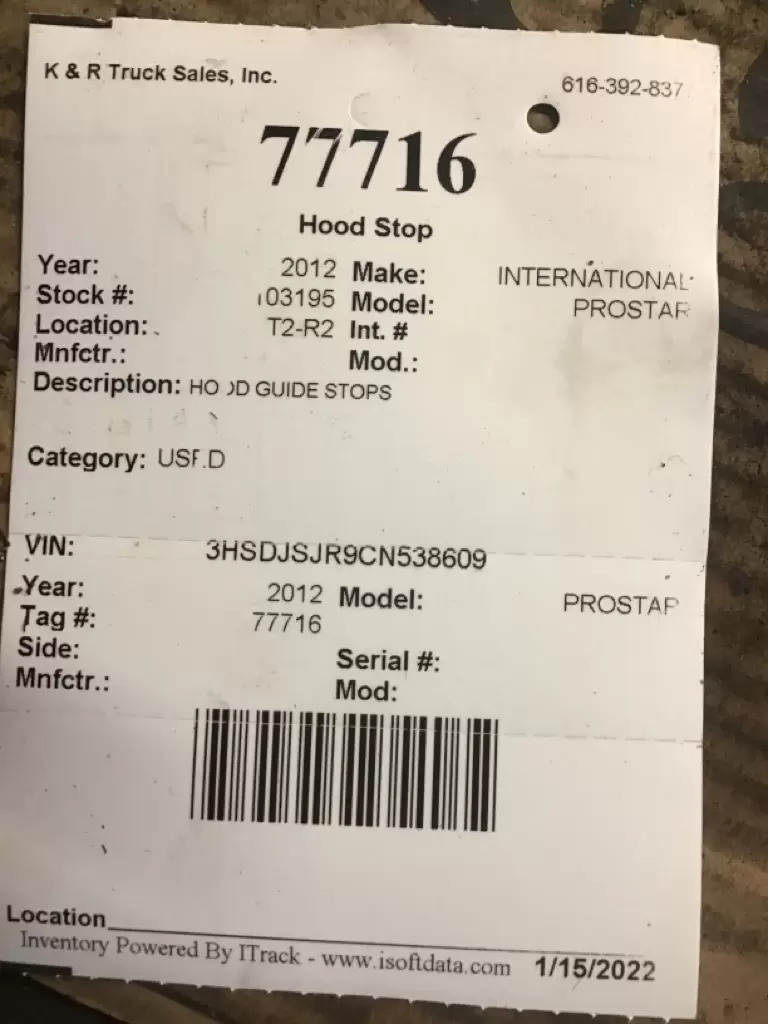 K & R Truck Sales, Inc. 616-392-837
77716
Hood Stop
Year: 2012 Make: INTERNATIONAL
Stock #: 103195 Model: PROSTAR
Location: T2-R2 Int. #
Mnfctr.: Mod.:
Description: HOOD GUIDE STOPS
Category: USED
VIN: 3HSDJSJR9CN538609
Year: 2012 Model: PROSTAR
Tag #: 77716
Side: Serial #:
Mnfctr.: Mod:
Location
Inventory Powered By ITrack - www.isoftdata.com 1/15/2022